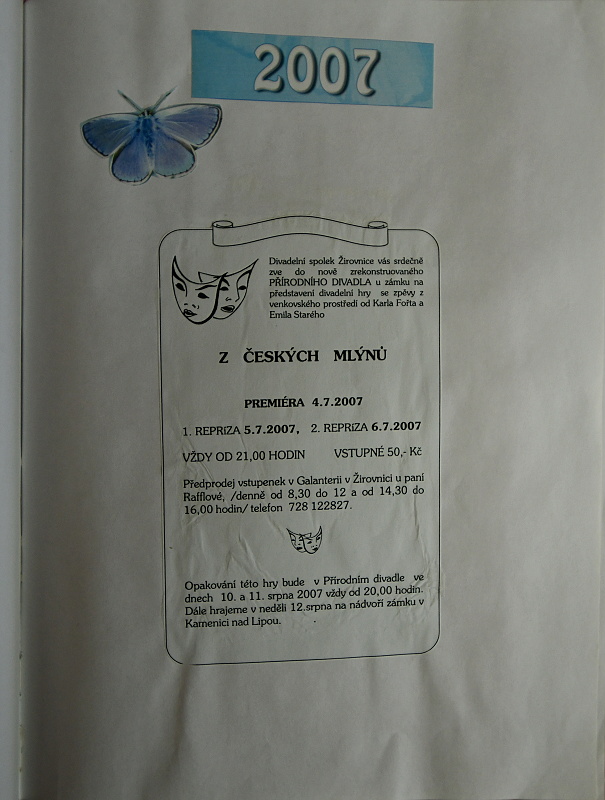 2007
Divadelní spolek Žirovnice vás srdečně
zve do nově zrekonstruovaného
PŘÍRODNÍHO DIVADLA u zámku na
představení divadelní hry se zpěvy z
venkovského prostředí od Karla Fořta a
Emila Starého
Z ČESKÝCH MLÝNŮ
PREMIÉRA 4.7.2007
1. REPRÍZA 5.7.2007, 2. REPRÍZA 6.7.2007
VŽDY OD 21,00 HODIN VSTUPNÉ 50,- Kč
Předprodej vstupenek v Galanterii v Žirovnici u paní
Rafflové, /denně od 8,30 do 12 a od 14,30 do
16,00 hodin/ telefon 728 122827.
Opakování této hry bude v Přírodním divadle ve
dnech 10. a 11. srpna 2007 vždy od 20,00 hodin.
Dále hrajeme v neděli 12.srpna na nádvoří zámku v
Kamenici nad Lipou.